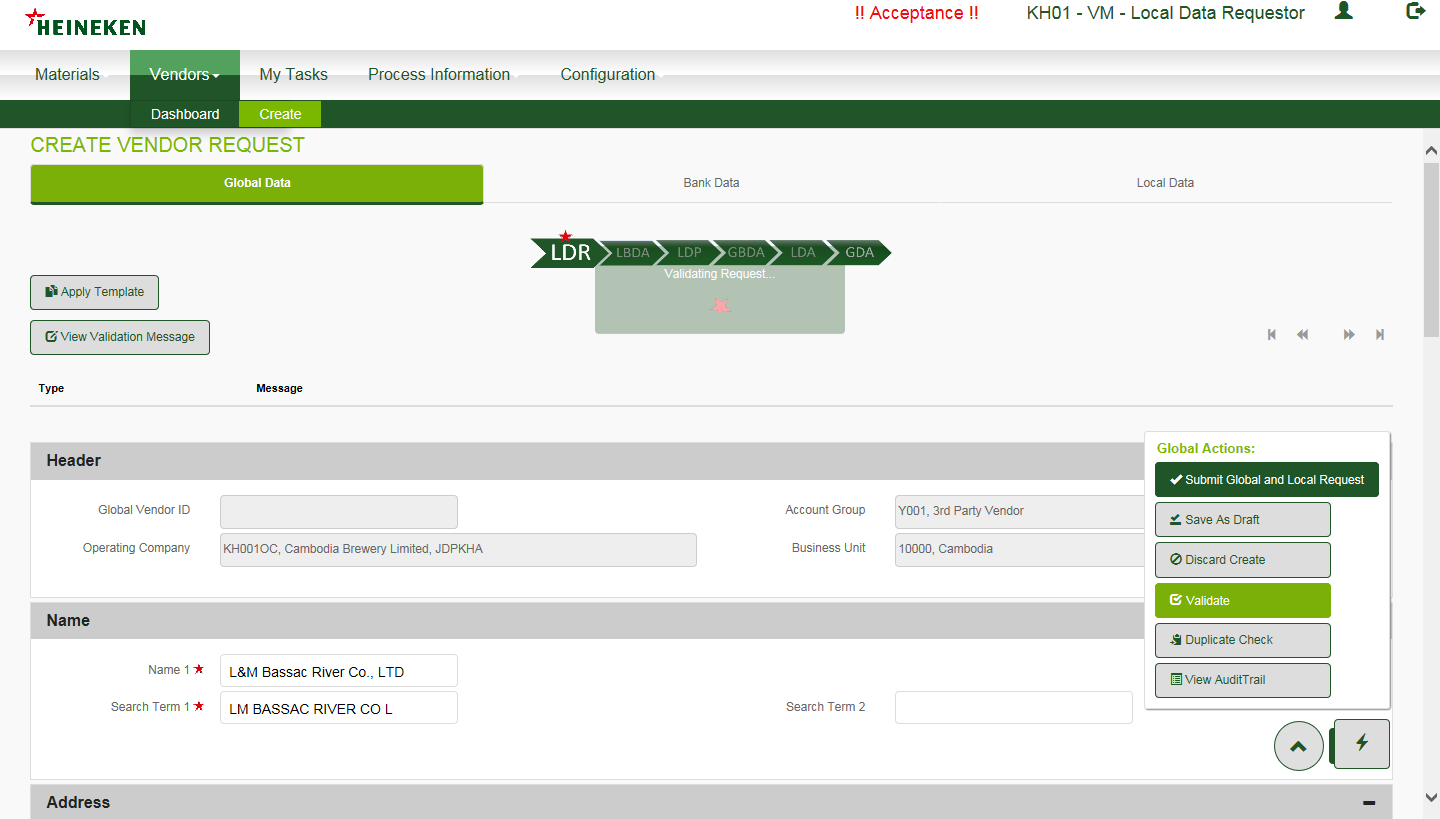 HEINEKEN
!! Acceptance !! KH01 - VM - Local Data Requestor
Materials Vendors My Tasks Process Information Configuration
Dashboard Create
CREATE VENDOR REQUEST
Global Data Bank Data Local Data
LDR LBDA LDP GBDA LDA GDA
Validating Request...
Apply Template
View Validation Message
Type Message
Header
Global Vendor ID Account Group Y001, 3rd Party Vendor
Operating Company KH001OC, Cambodia Brewery Limited, JDPKHA Business Unit 10000, Cambodia
Name
Name 1 L&M Bassac River Co., LTD
Search Term 1 LM BASSAC RIVER CO L Search Term 2
Address
Global Actions:
Submit Global and Local Request
Save As Draft
Discard Create
Validate
Duplicate Check
View AuditTrail